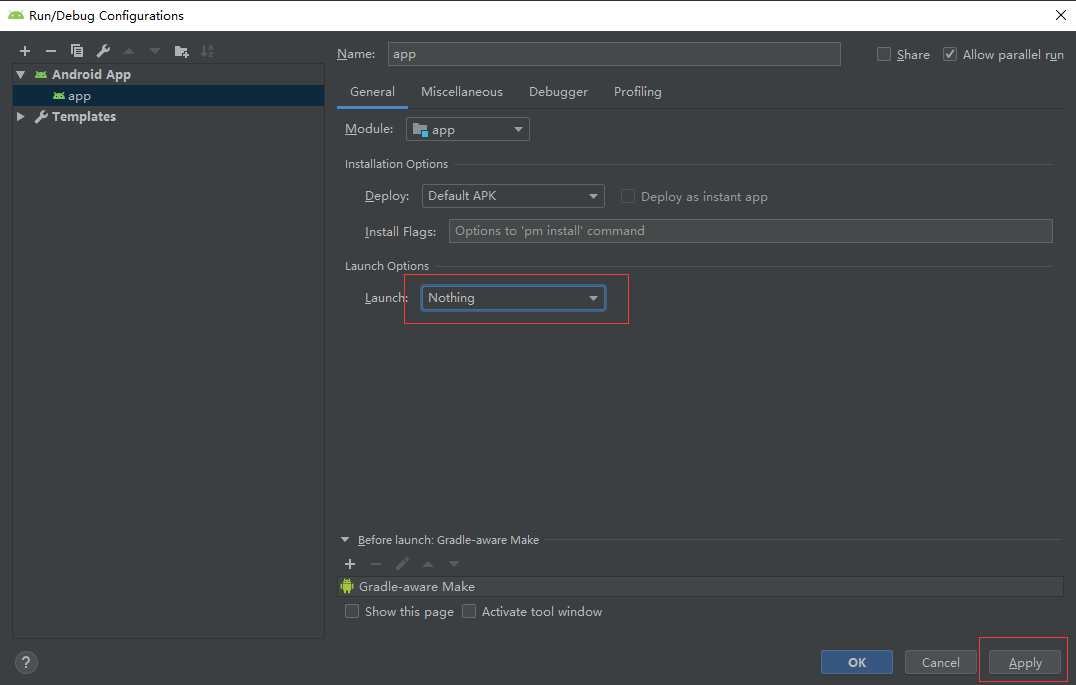 Run/Debug Configurations
Name: app
Share
Allow parallel run
Android App
app
Templates
General Miscellaneous Debugger Profiling
Module: app
Installation Options
Deploy: Default APK
Deploy as instant app
Install Flags: Options to 'pm install' command
Launch Options
Launch: Nothing
Before launch: Gradle-aware Make
Gradle-aware Make
Show this page Activate tool window
? OK Cancel Apply